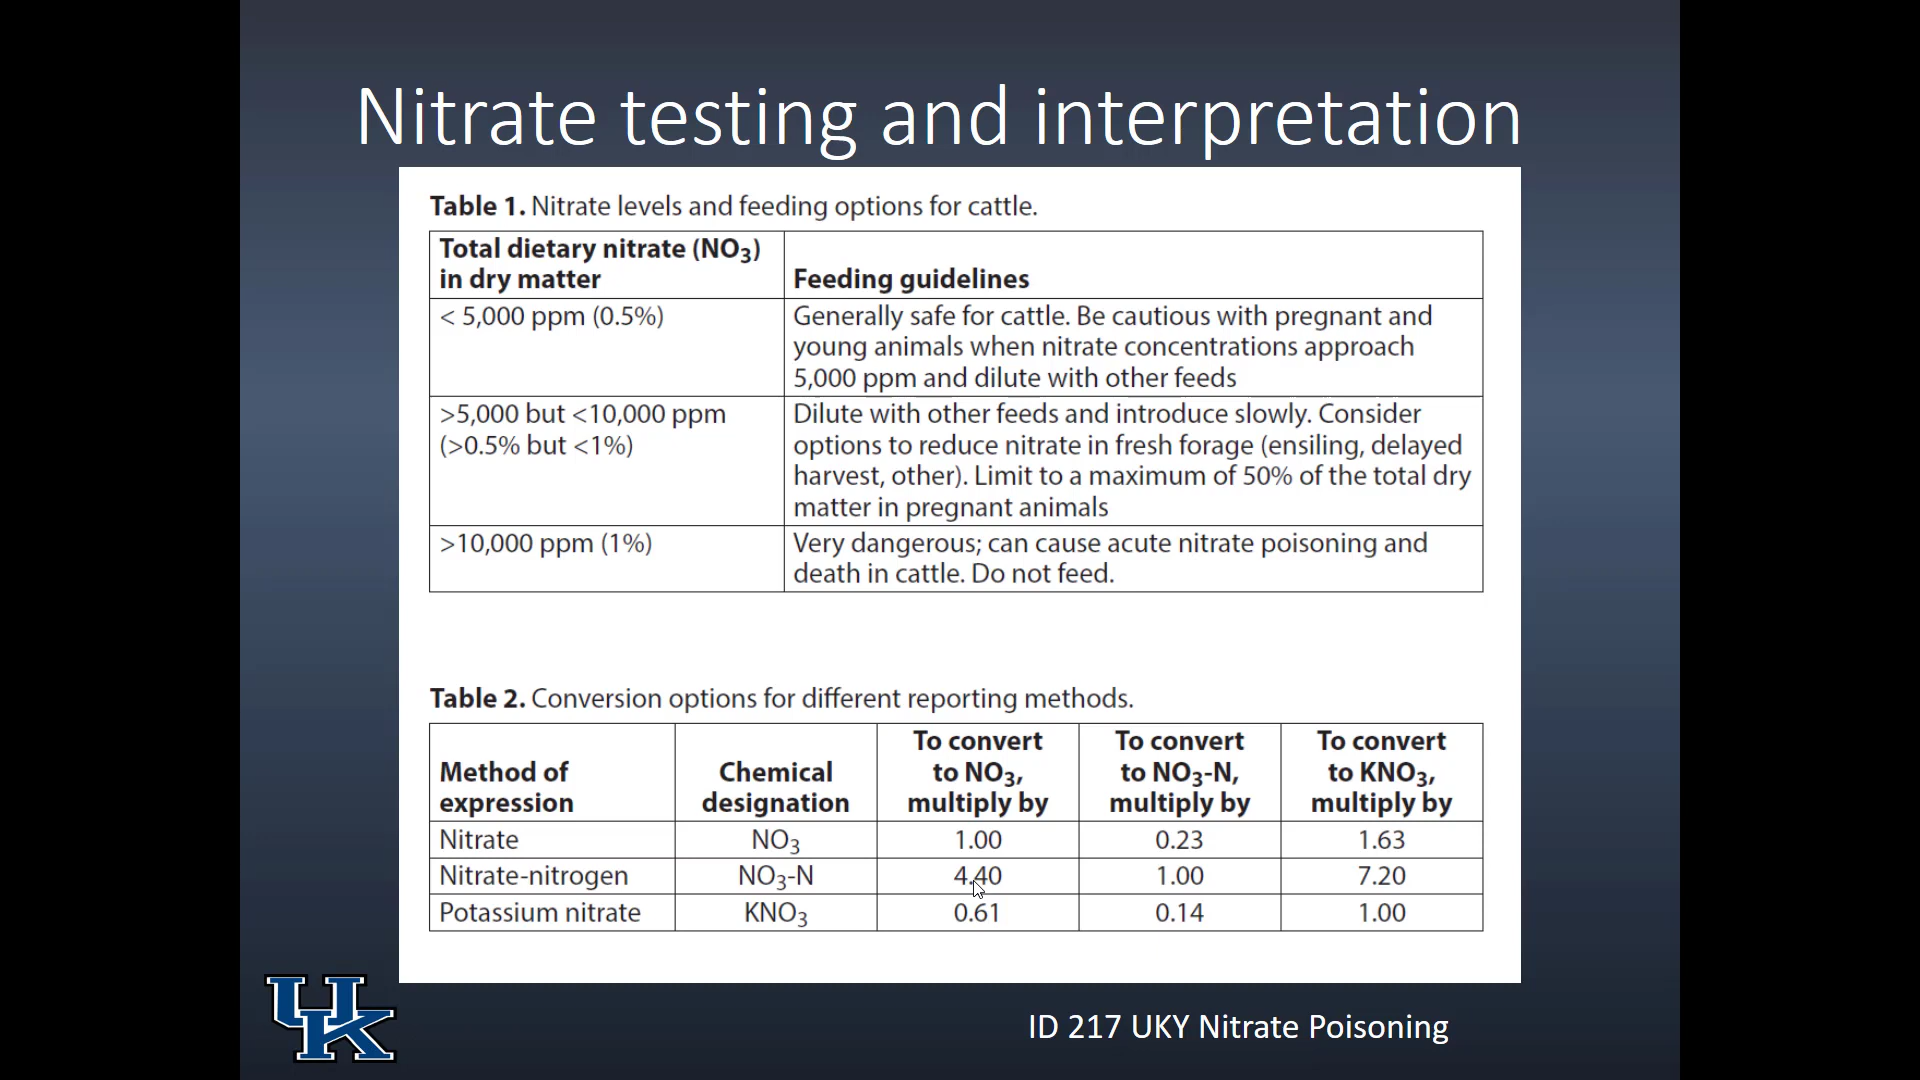 Nitrate testing and interpretation
Table 1. Nitrate levels and feeding options for cattle.
Total dietary nitrate (NO3)
in dry matter
Feeding guidelines
< 5,000 ppm (0.5%)
Generally safe for cattle. Be cautious with pregnant and
young animals when nitrate concentrations approach
5,000 ppm and dilute with other feeds
>5,000 but <10,000 ppm
(>0.5% but <1%)
Dilute with other feeds and introduce slowly. Consider
options to reduce nitrate in fresh forage (ensiling, delayed
harvest, other). Limit to a maximum of 50% of the total dry
matter in pregnant animals
>10,000 ppm (1%)
Very dangerous; can cause acute nitrate poisoning and
death in cattle. Do not feed.
Table 2. Conversion options for different reporting methods.
Method of
expression
Chemical
designation
To convert
to NO3,
multiply by
To convert
to NO3-N,
multiply by
To convert
to KNO3,
multiply by
Nitrate NO3 1.00 0.23 1.63
Nitrate-nitrogen NO3-N 4.40 1.00 7.20
Potassium nitrate KNO3 0.61 0.14 1.00
UK
ID 217 UKY Nitrate Poisoning